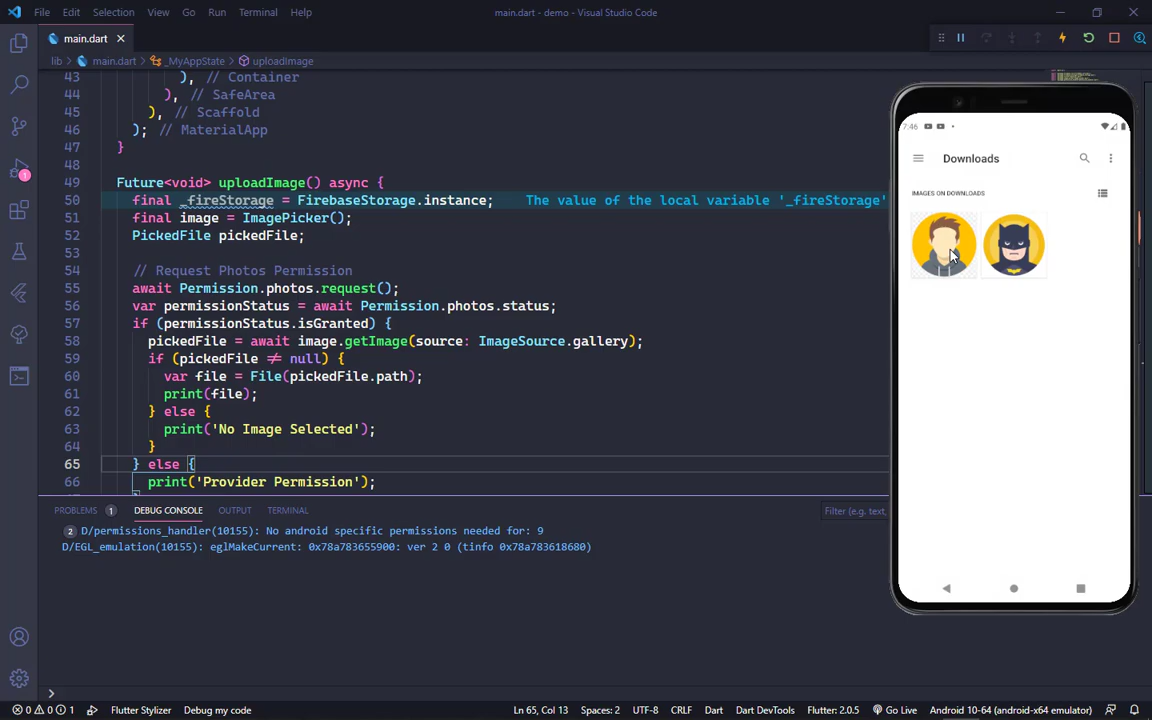 File Edit Selection View Go Run Terminal Help
main.dart - demo - Visual Studio Code
main.dart
lib > main.dart > _MyAppState > uploadImage
43 ), // Container
44 ), // SafeArea
45 ), // Scaffold
46 ); // MaterialApp
47 }
48
49 Future<void> uploadImage() async {
50 final _fireStorage = FirebaseStorage.instance; The value of the local variable '_fireStorage'
51 final image = ImagePicker();
52 PickedFile pickedFile;
53
54 // Request Photos Permission
55 await Permission.photos.request();
56 var permissionStatus = await Permission.photos.status;
57 if (permissionStatus.isGranted) {
58 pickedFile = await image.getImage(source: ImageSource.gallery);
59 if (pickedFile ≠ null) {
60 var file = File(pickedFile.path);
61 print(file);
62 } else {
63 print('No Image Selected');
64 }
65 } else {
66 print('Provider Permission');
PROBLEMS 1 DEBUG CONSOLE OUTPUT TERMINAL
Filter (e.g. text,
2 D/permissions_handler(10155): No android specific permissions needed for: 9
D/EGL_emulation(10155): eglMakeCurrent: 0x78a783655900: ver 2 0 (tinfo 0x78a783618680)
7:46
Downloads
IMAGES ON DOWNLOADS
1
0 0 1 Flutter Stylizer Debug my code
Ln 65, Col 13 Spaces: 2 UTF-8 CRLF Dart Dart DevTools Flutter: 2.0.5 Go Live Android 10-64 (android-x64 emulator)